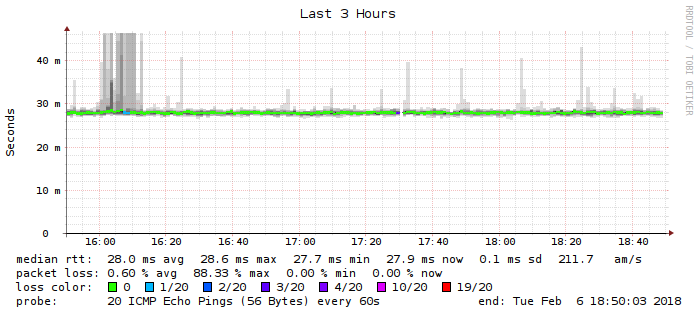 Last 3 Hours
RRDTOOL / TOBI OETIKER
Seconds
40 m
30 m
20 m
10 m
0
16:00 16:20 16:40 17:00 17:20 17:40 18:00 18:20 18:40
median rtt: 28.0 ms avg 28.6 ms max 27.7 ms min 27.9 ms now 0.1 ms sd 211.7 am/s
packet loss: 0.60 % avg 88.33 % max 0.00 % min 0.00 % now
loss color: 0 1/20 2/20 3/20 4/20 10/20 19/20
probe: 20 ICMP Echo Pings (56 Bytes) every 60s end: Tue Feb 6 18:50:03 2018